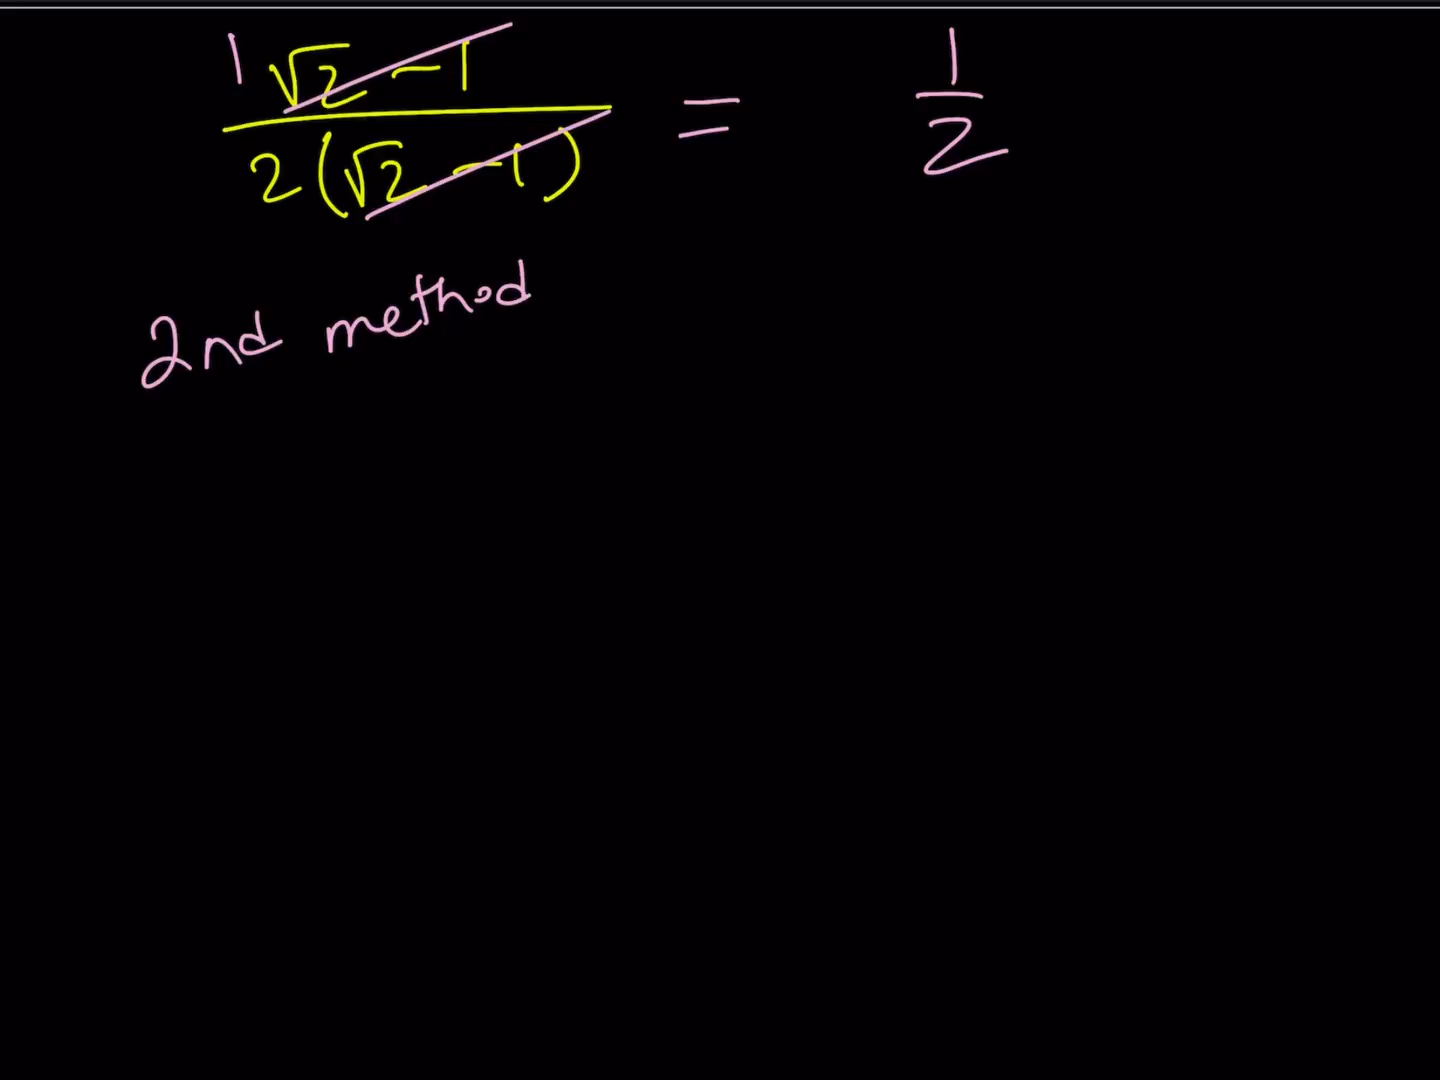 1 √2 - 1 / 2(√2 - 1) = 1/2
2nd method